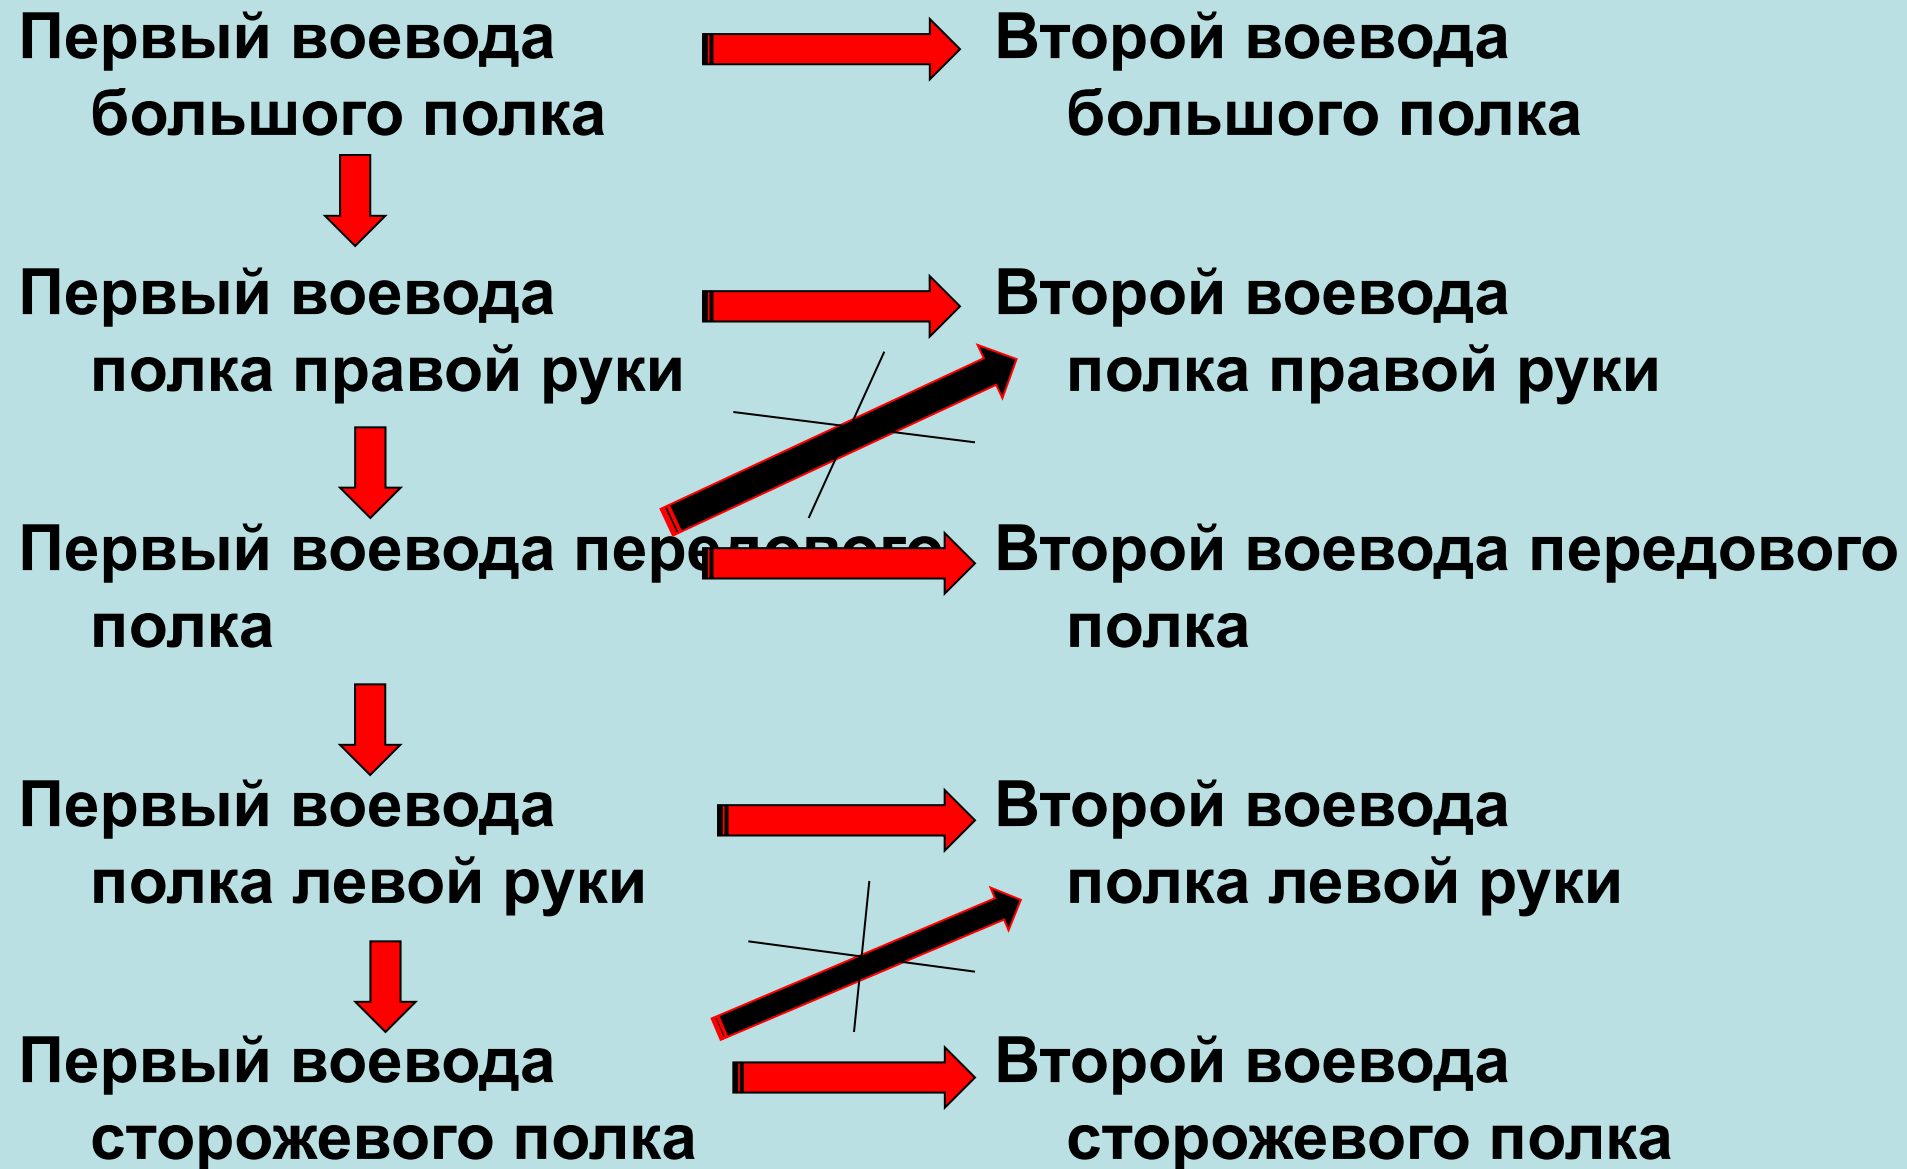 Первый воевода
большого полка
Второй воевода
большого полка
Первый воевода
полка правой руки
Второй воевода
полка правой руки
Первый воевода передового
полка
Второй воевода передового
полка
Первый воевода
полка левой руки
Второй воевода
полка левой руки
Первый воевода
сторожевого полка
Второй воевода
сторожевого полка